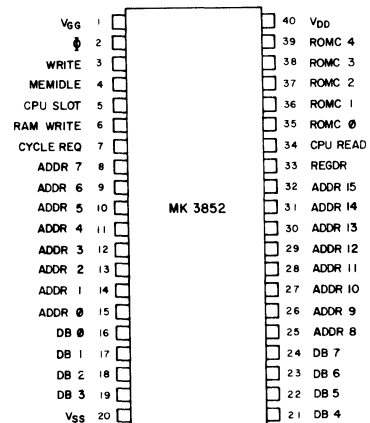 VGG 1 40 VDD
Φ 2 39 ROMC 4
WRITE 3 38 ROMC 3
MEMIDLE 4 37 ROMC 2
CPU SLOT 5 36 ROMC 1
RAM WRITE 6 35 ROMC 0
CYCLE REQ 7 34 CPU READ
ADDR 7 8 33 REGDR
ADDR 6 9 32 ADDR 15
ADDR 5 10 MK 3852 31 ADDR 14
ADDR 4 11 30 ADDR 13
ADDR 3 12 29 ADDR 12
ADDR 2 13 28 ADDR 11
ADDR 1 14 27 ADDR 10
ADDR 0 15 26 ADDR 9
DB 0 16 25 ADDR 8
DB 1 17 24 DB 7
DB 2 18 23 DB 6
DB 3 19 22 DB 5
VSS 20 21 DB 4